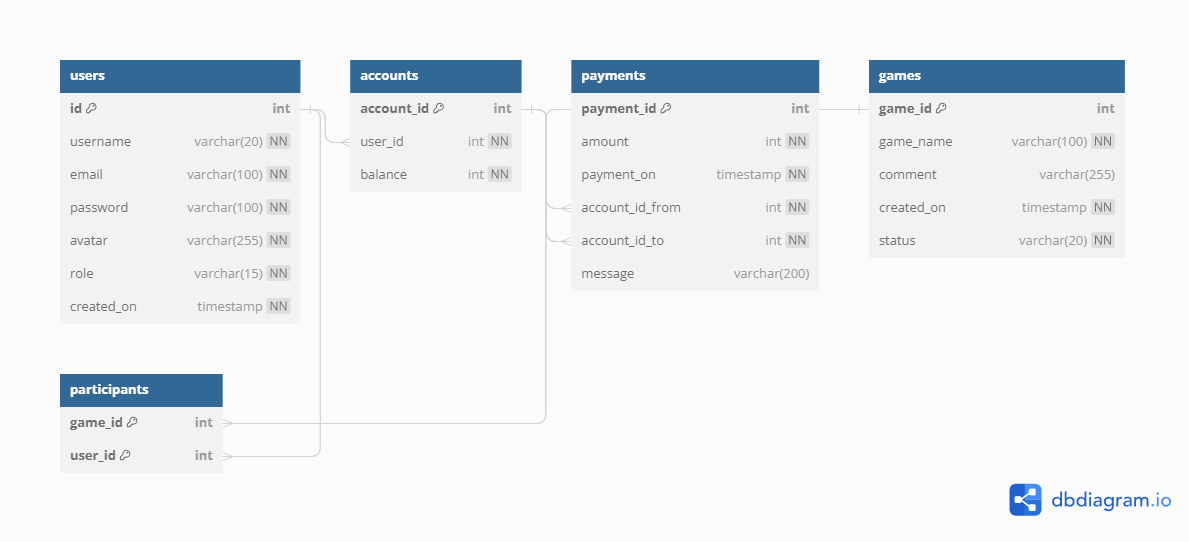 users
id int
username varchar(20) NN
email varchar(100) NN
password varchar(100) NN
avatar varchar(255) NN
role varchar(15) NN
created_on timestamp NN
accounts
account_id int
user_id int NN
balance int NN
payments
payment_id int
amount int NN
payment_on timestamp NN
account_id_from int NN
account_id_to int NN
message varchar(200)
games
game_id int
game_name varchar(100) NN
comment varchar(255)
created_on timestamp NN
status varchar(20) NN
participants
game_id int
user_id int
dbdiagram.io